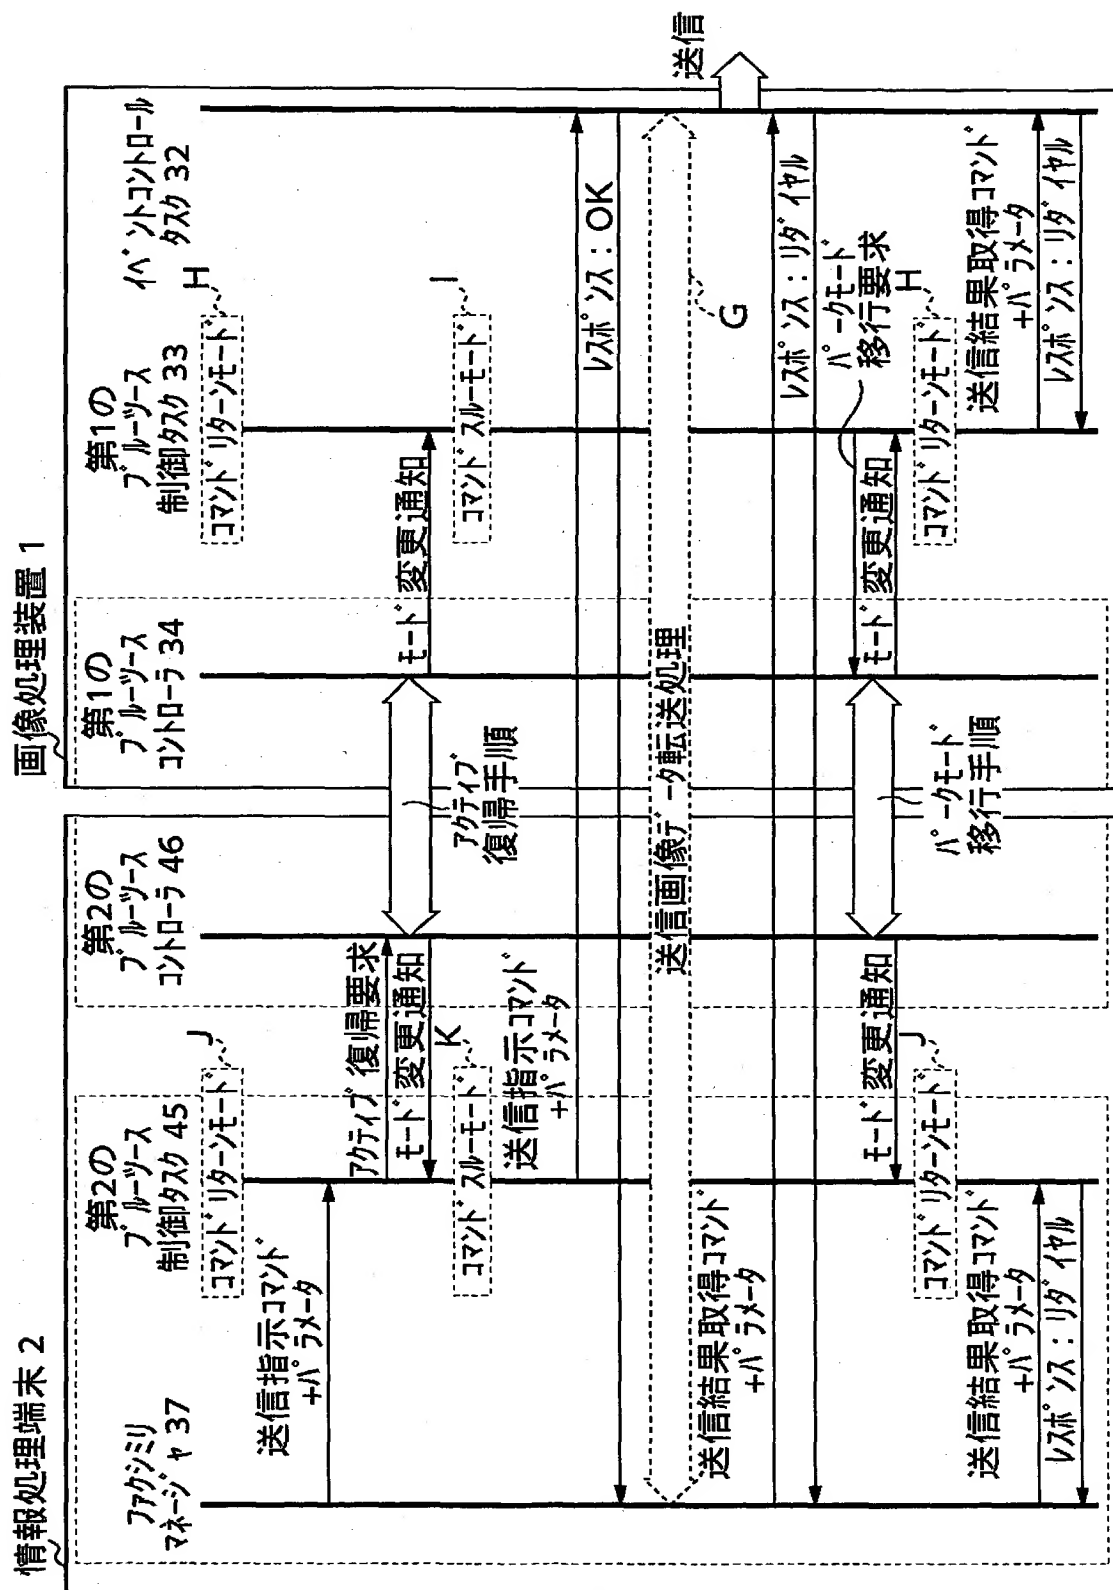 情報処理端末 2
画像処理装置 1
ファクシミリ
マネージャ 37
第2の
ブルーツース
制御タスク 45
第2の
ブルーツース
コントローラ 46
第1の
ブルーツース
コントローラ 34
第1の
ブルーツース
制御タスク 33
イベントコントロール
タスク 32
コマンドリターンモード
J
コマンドリターンモード
H
送信指示コマンド
+パラメータ
アクティブ復帰要求
モード変更通知
アクティブ
復帰手順
モード変更通知
コマンドスルーモード
K
コマンドスルーモード
I
送信指示コマンド
+パラメータ
レスポンス:OK
送信画像データ転送処理
G
送信
送信結果取得コマンド
+パラメータ
レスポンス:リダイヤル
パークモード
移行要求
パークモード
移行手順
モード変更通知
モード変更通知
コマンドリターンモード
J
コマンドリターンモード
H
送信結果取得コマンド
+パラメータ
レスポンス:リダイヤル
送信結果取得コマンド
+パラメータ
レスポンス:リダイヤル